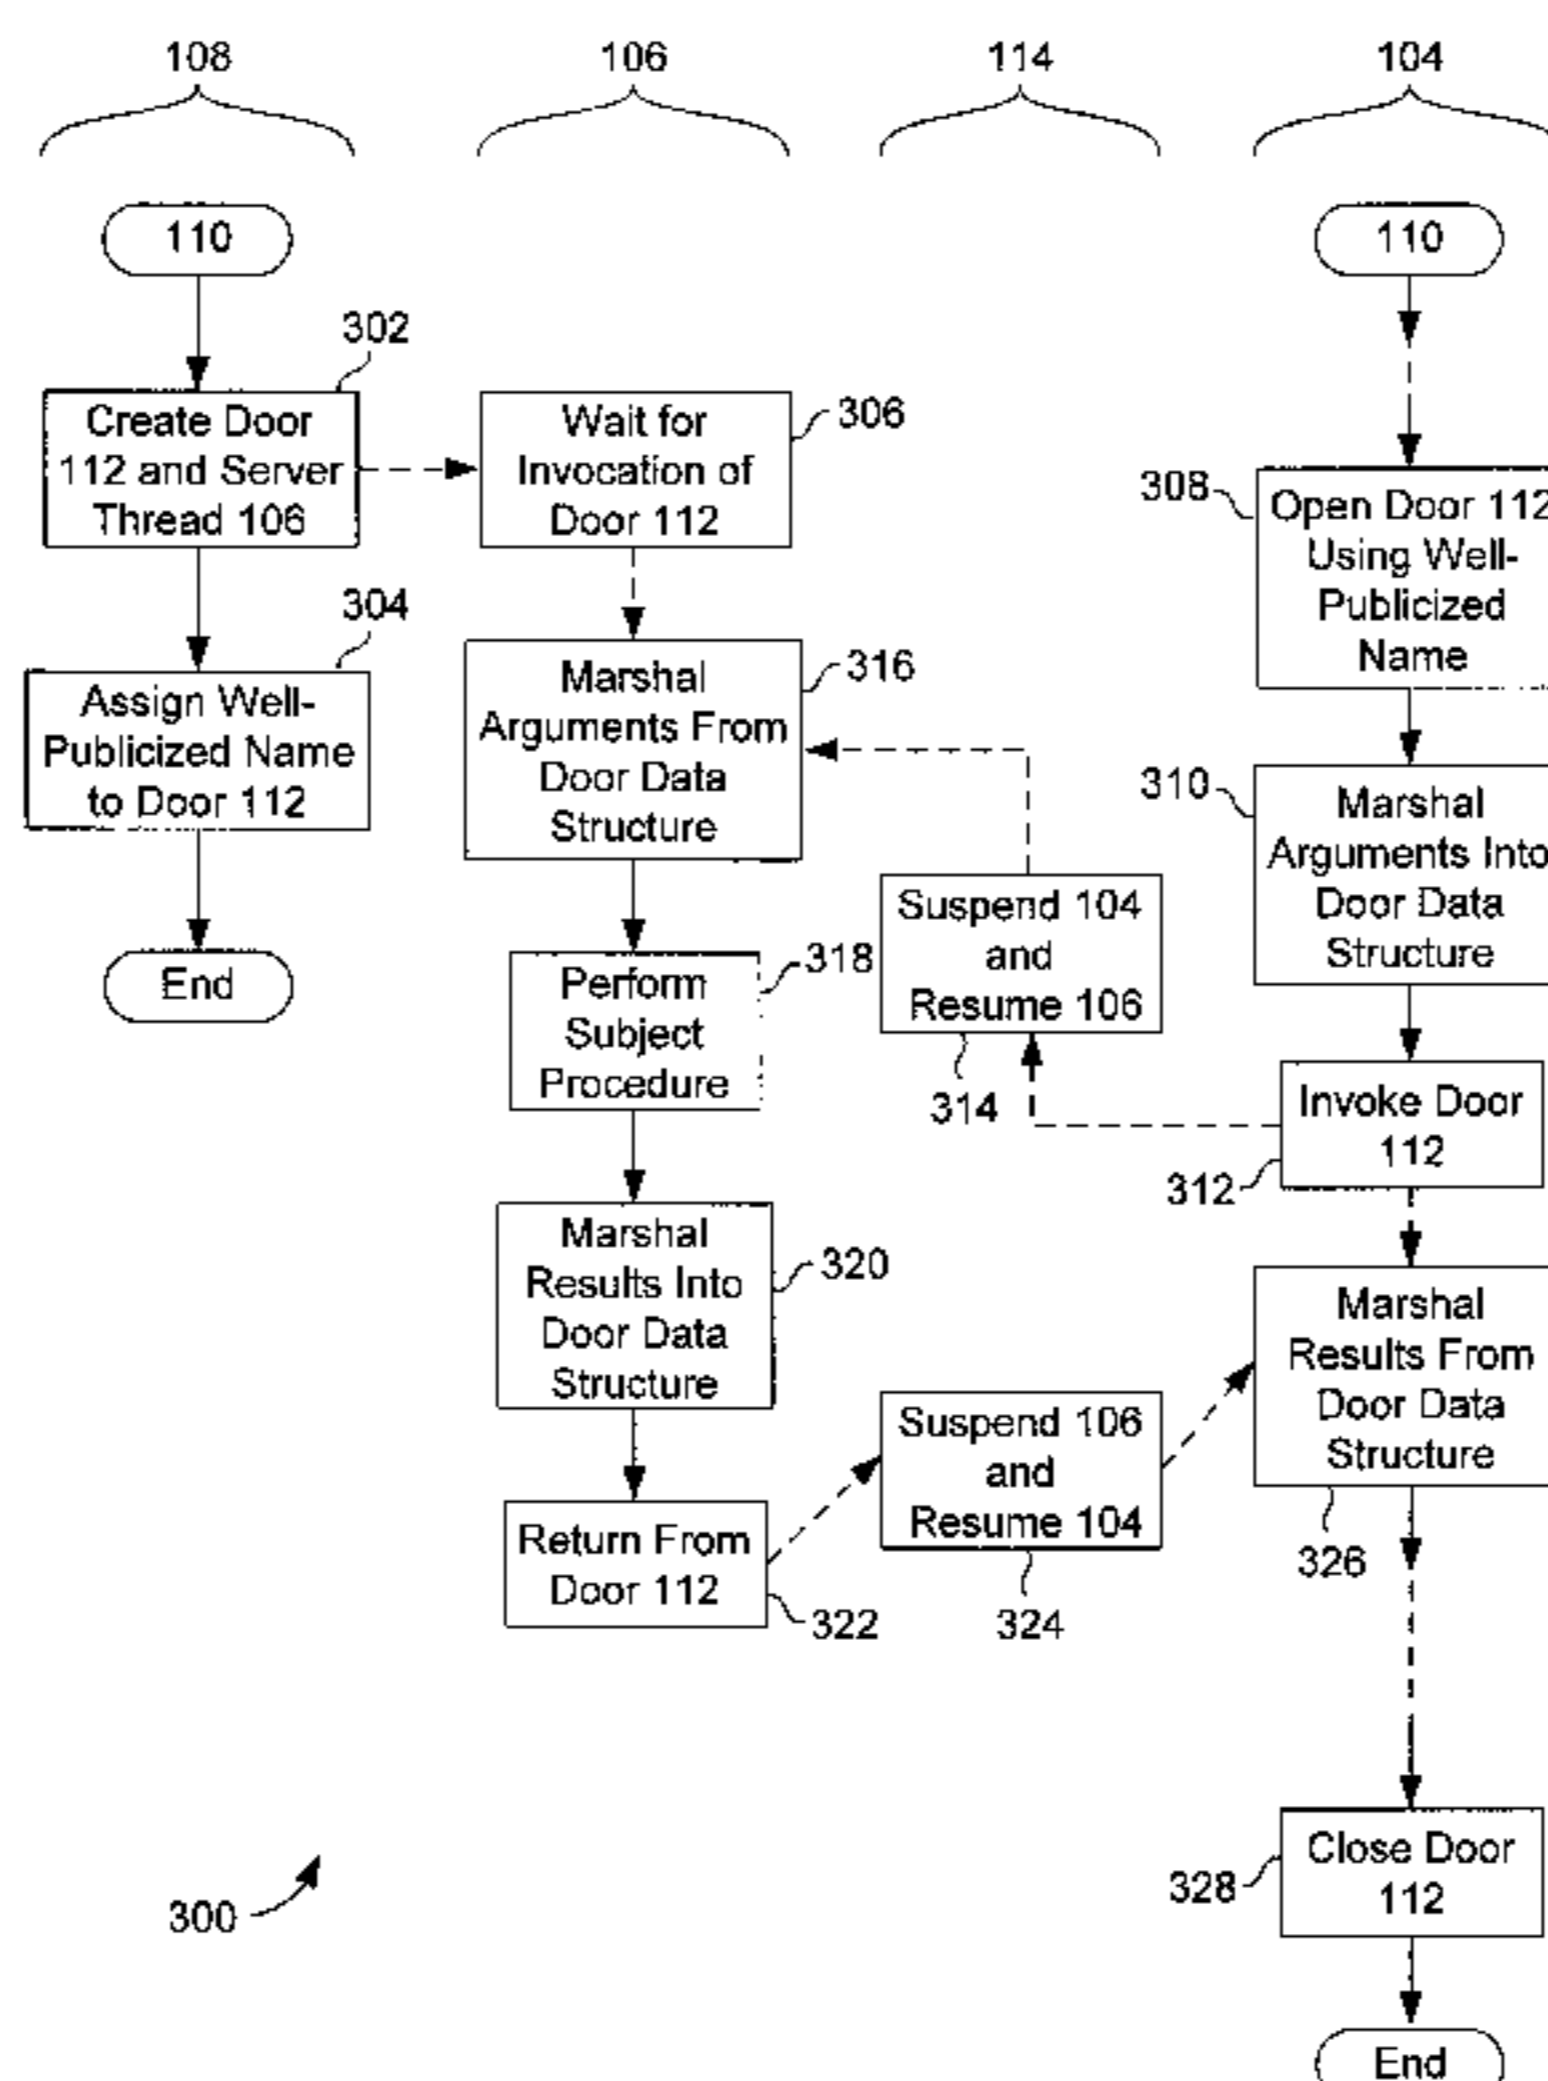 108
106
114
104
110
110
302
Create Door
112 and Server
Thread 106
Wait for
Invocation of
Door 112
306
308
Open Door 112
Using Well-
Publicized
Name
304
Assign Well-
Publicized Name
to Door 112
Marshal
Arguments From
Door Data
Structure
316
310
Marshal
Arguments Into
Door Data
Structure
Suspend 104
and
Resume 106
314
End
Perform
Subject
Procedure
318
Invoke Door
112
312
Marshal
Results Into
Door Data
Structure
320
Marshal
Results From
Door Data
Structure
326
Suspend 106
and
Resume 104
324
Return From
Door 112
322
300
Close Door
112
328
End